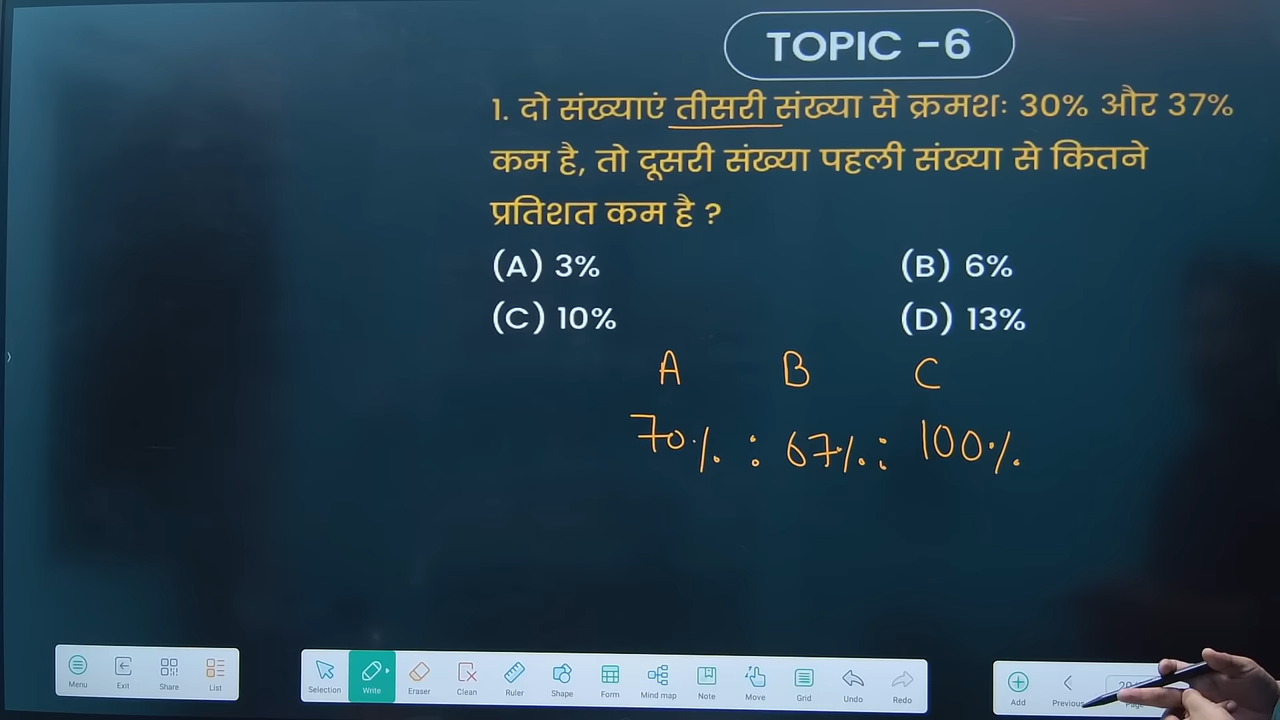 TOPIC -6
1. दो संख्याएं तीसरी संख्या से क्रमशः 30% और 37%
कम है, तो दूसरी संख्या पहली संख्या से कितने
प्रतिशत कम है ?
(A) 3% (B) 6%
(C) 10% (D) 13%
A B C
70% : 67% : 100%
Menu Exit Share List Selection Write Eraser Clean Ruler Shape Form Mind map Note Move Grid Undo Redo Add Previous Page